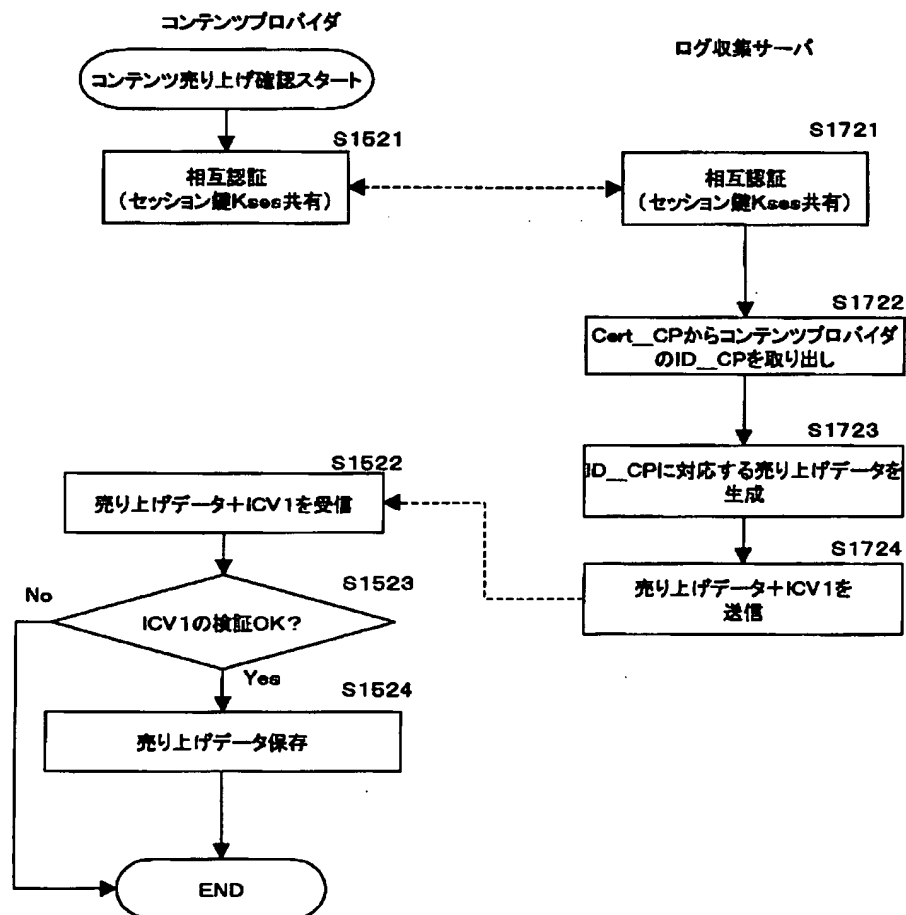 コンテンツプロバイダ
ログ収集サーバ
コンテンツ売り上げ確認スタート
S1521
相互認証
(セッション鍵Kses共有)
S1721
相互認証
(セッション鍵Kses共有)
S1722
Cert__CPからコンテンツプロバイダ
のID__CPを取り出し
S1723
ID__CPに対応する売り上げデータを
生成
S1522
売り上げデータ+ICV1を受信
S1724
売り上げデータ+ICV1を
送信
S1523
No
ICV1の検証OK?
Yes
S1524
売り上げデータ保存
END